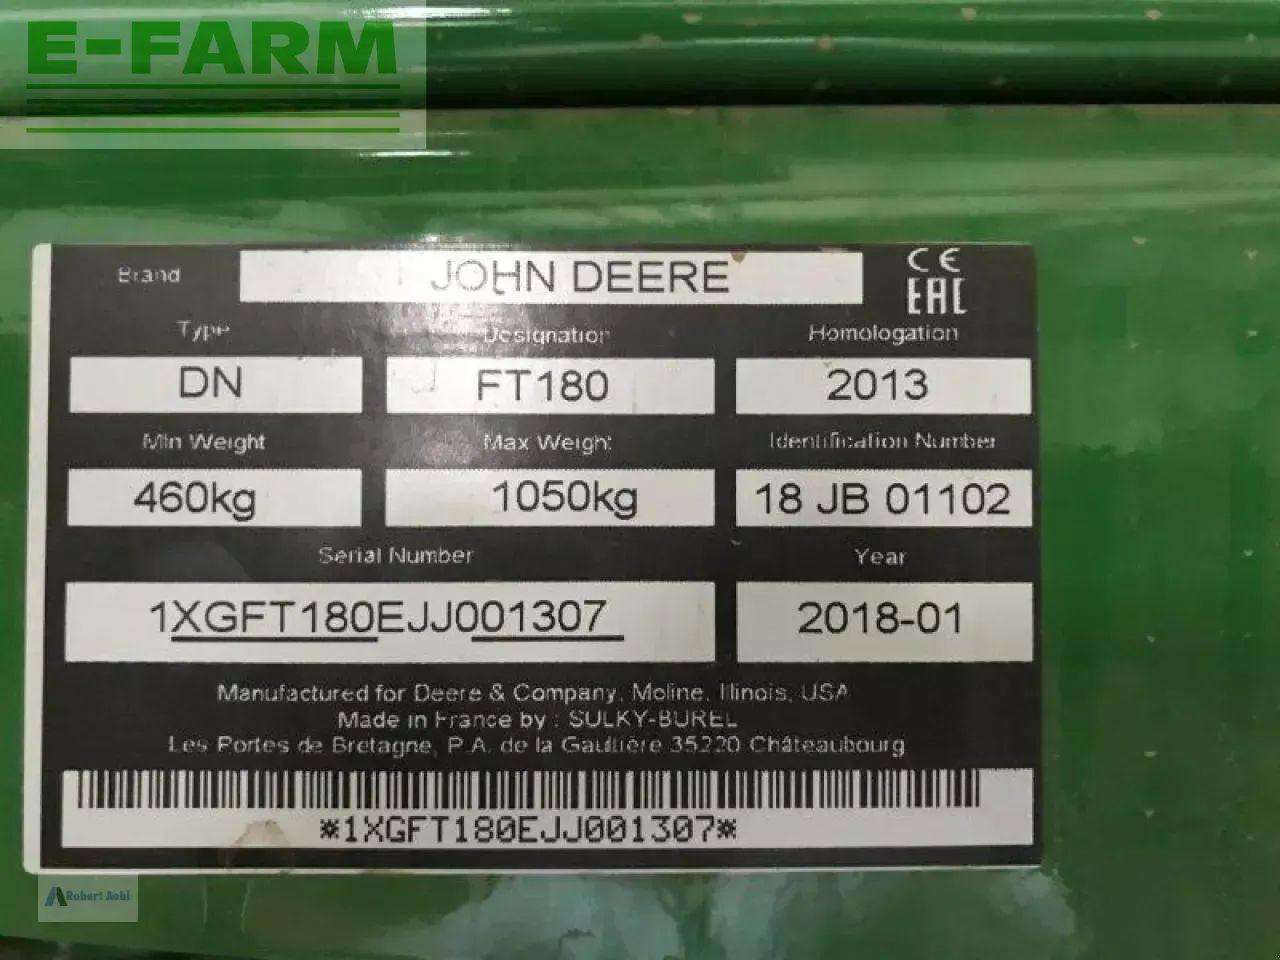 E-FARM
Brand JOHN DEERE CE
EAC
Type Designation Homologation
DN FT180 2013
Min Weight Max Weight Identification Number
460kg 1050kg 18 JB 01102
Serial Number Year
1XGFT180EJJ001307 2018-01
Manufactured for Deere & Company, Moline, Illinois, USA
Made in France by : SULKY-BUREL
Les Portes de Bretagne, P.A. de la Gaultière 35220 Châteaubourg
*1XGFT180EJJ001307*
Robert Aebi